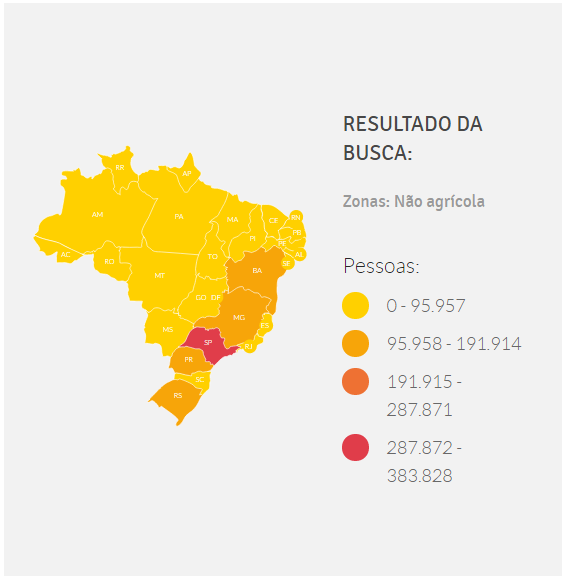 RESULTADO DA
BUSCA:
Zonas: Não agrícola
Pessoas:
0 - 95.957
95.958 - 191.914
191.915 -
287.871
287.872 -
383.828
RR
AP
AM
PA
MA
CE
RN
PB
PI
PE
AL
SE
AC
RO
TO
BA
MT
GO
DF
MG
ES
MS
SP
RJ
PR
SC
RS